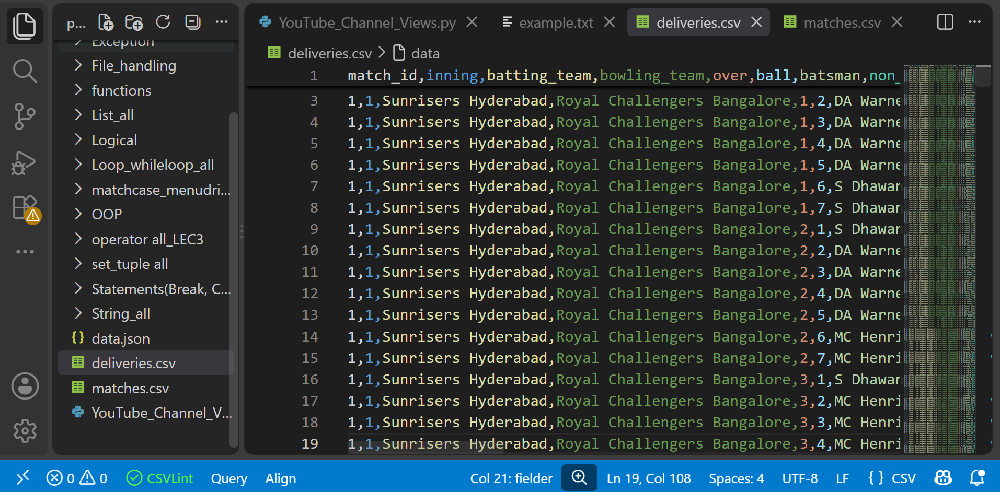 p...
Exception
File_handling
functions
List_all
Logical
Loop_whileloop_all
matchcase_menudri...
OOP
operator all_LEC3
set_tuple all
Statements(Break, C...
String_all
data.json
deliveries.csv
matches.csv
YouTube_Channel_V...
YouTube_Channel_Views.py
example.txt
deliveries.csv
matches.csv
deliveries.csv > data
1 match_id,inning,batting_team,bowling_team,over,ball,batsman,non_
3 1,1,Sunrisers Hyderabad,Royal Challengers Bangalore,1,2,DA Warne
4 1,1,Sunrisers Hyderabad,Royal Challengers Bangalore,1,3,DA Warne
5 1,1,Sunrisers Hyderabad,Royal Challengers Bangalore,1,4,DA Warne
6 1,1,Sunrisers Hyderabad,Royal Challengers Bangalore,1,5,DA Warne
7 1,1,Sunrisers Hyderabad,Royal Challengers Bangalore,1,6,S Dhawan
8 1,1,Sunrisers Hyderabad,Royal Challengers Bangalore,1,7,S Dhawan
9 1,1,Sunrisers Hyderabad,Royal Challengers Bangalore,2,1,S Dhawan
10 1,1,Sunrisers Hyderabad,Royal Challengers Bangalore,2,2,DA Warne
11 1,1,Sunrisers Hyderabad,Royal Challengers Bangalore,2,3,DA Warne
12 1,1,Sunrisers Hyderabad,Royal Challengers Bangalore,2,4,DA Warne
13 1,1,Sunrisers Hyderabad,Royal Challengers Bangalore,2,5,DA Warne
14 1,1,Sunrisers Hyderabad,Royal Challengers Bangalore,2,6,MC Henri
15 1,1,Sunrisers Hyderabad,Royal Challengers Bangalore,2,7,MC Henri
16 1,1,Sunrisers Hyderabad,Royal Challengers Bangalore,3,1,S Dhawan
17 1,1,Sunrisers Hyderabad,Royal Challengers Bangalore,3,2,MC Henri
18 1,1,Sunrisers Hyderabad,Royal Challengers Bangalore,3,3,MC Henri
19 1,1,Sunrisers Hyderabad,Royal Challengers Bangalore,3,4,MC Henri
0 0 CSVLint Query Align Col 21: fielder Ln 19, Col 108 Spaces: 4 UTF-8 LF {} CSV